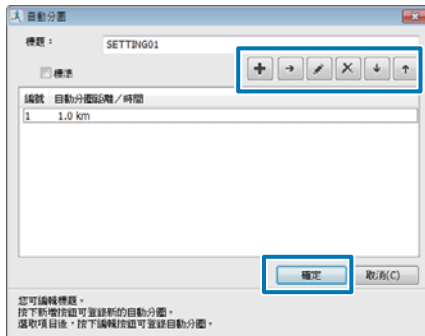 自動分圈
標題：
SETTING01
標準
編號 自動分圈距離／時間
1 1.0 km
確定 取消(C)
您可編輯標題。
按下新增按鈕可登錄新的自動分圈。
選取項目後，按下編輯按鈕可登錄自動分圈。